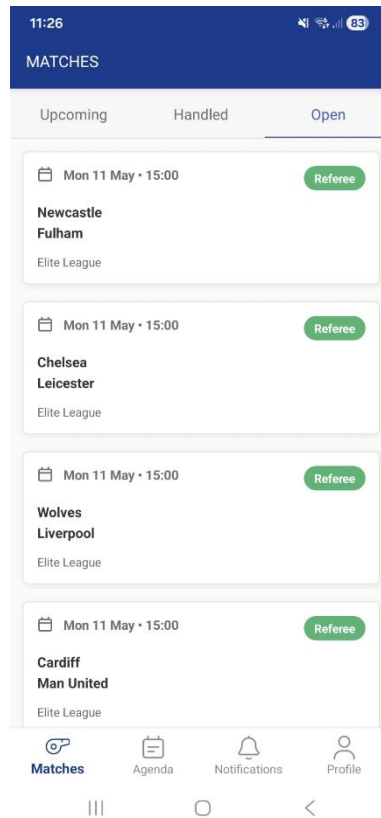 11:26
83
MATCHES
Upcoming
Handled
Open
Mon 11 May • 15:00
Referee
Newcastle
Fulham
Elite League
Mon 11 May • 15:00
Referee
Chelsea
Leicester
Elite League
Mon 11 May • 15:00
Referee
Wolves
Liverpool
Elite League
Mon 11 May • 15:00
Referee
Cardiff
Man United
Elite League
Matches
Agenda
Notifications
Profile